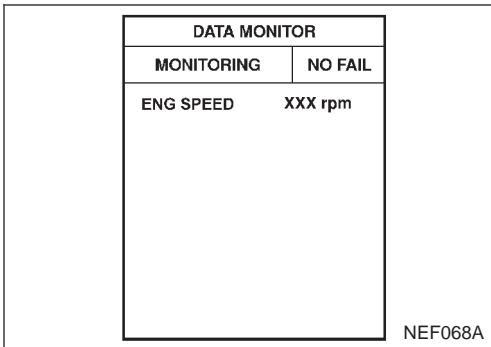 DATA MONITOR
MONITORING NO FAIL
ENG SPEED XXX rpm
NEF068A